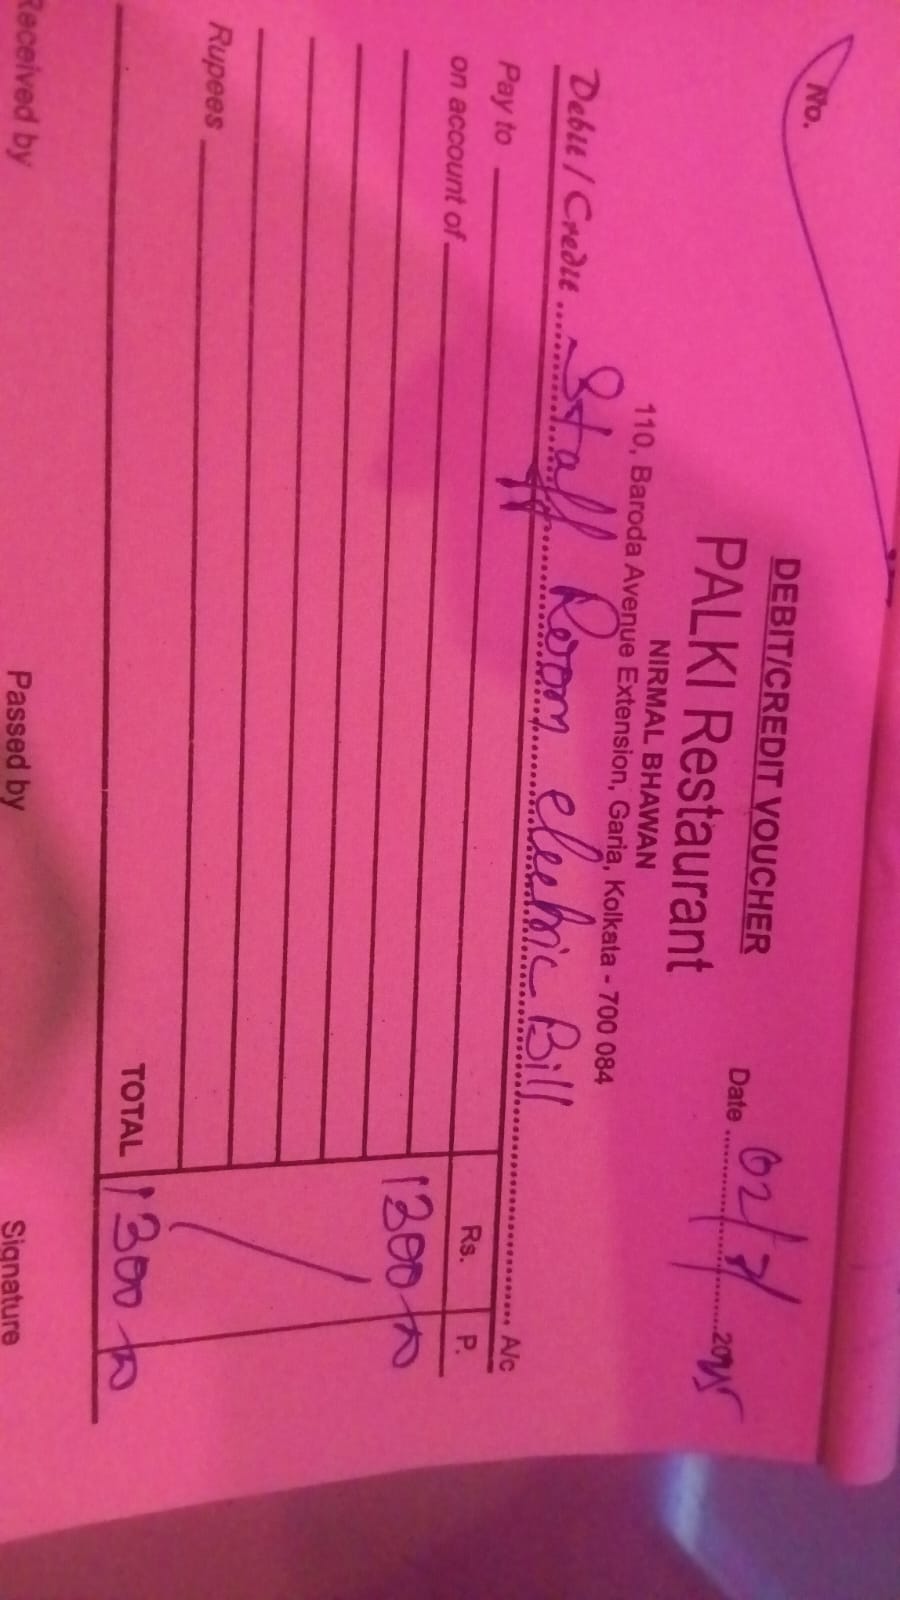 No.
DEBIT/CREDIT VOUCHER
PALKI Restaurant
NIRMAL BHAWAN
110, Baroda Avenue Extension, Garia, Kolkata - 700 084
Date 02/7/2025
Debit / Credit Staff Room electric Bill A/c
Pay to Rs. P.
on account of 1300
Rupees
TOTAL 1300
Received by Passed by Signature